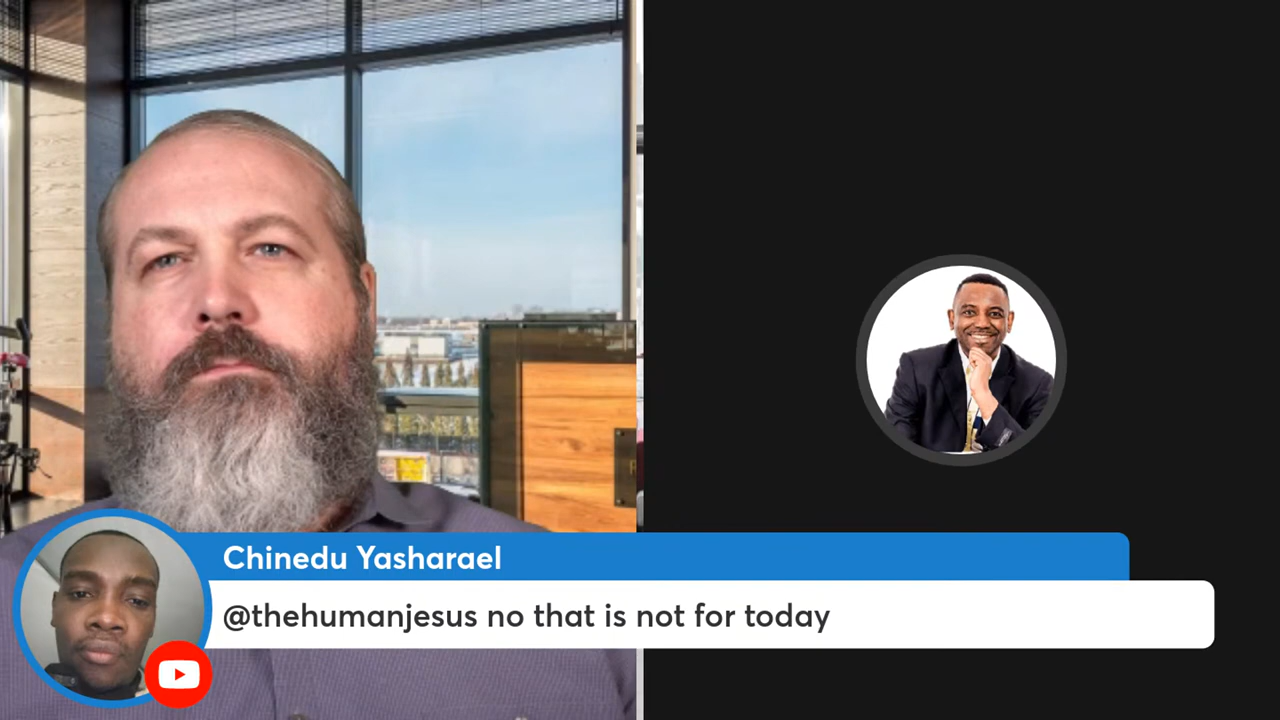 Chinedu Yasharael
@thehumanjesus no that is not for today